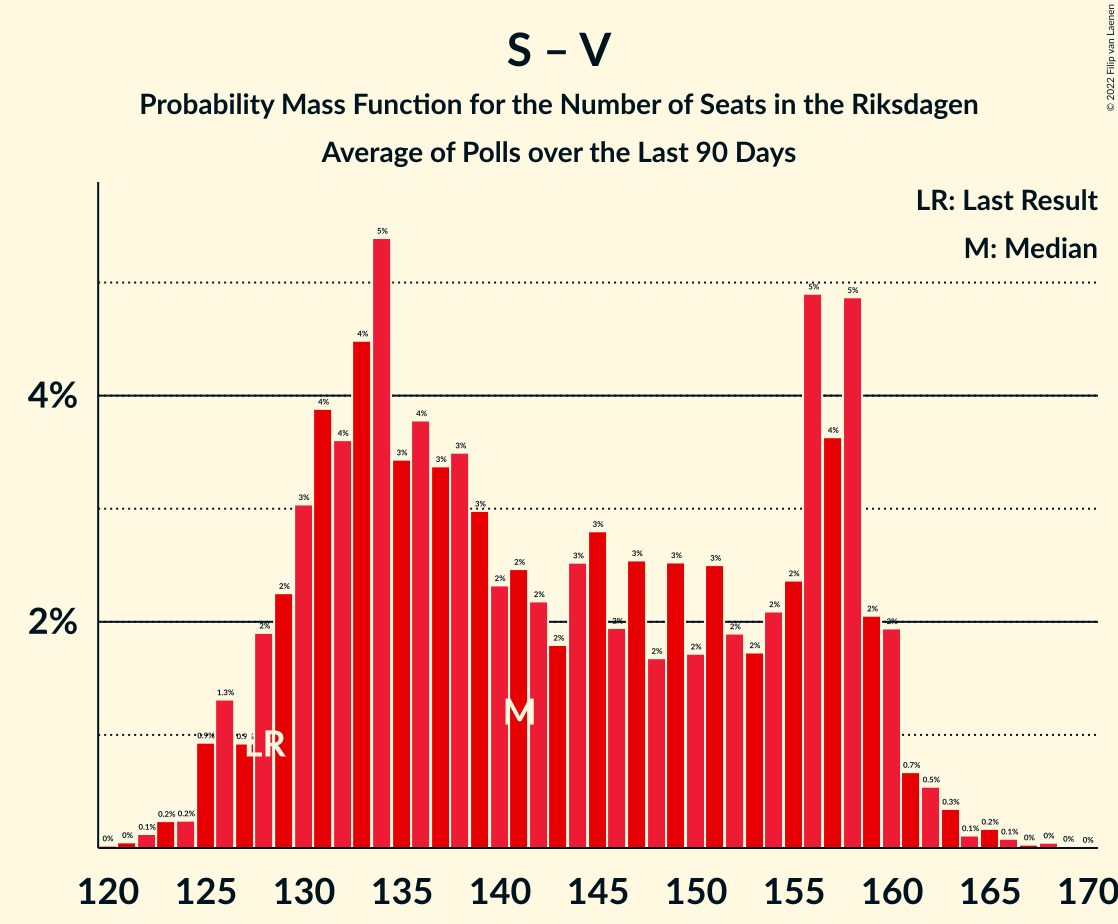 S – V
Probability Mass Function for the Number of Seats in the Riksdagen
Average of Polls over the Last 90 Days
© 2022 Filip van Laenen
LR: Last Result
M: Median
4%
2%
0% 0% 0.1% 0.2% 0.2% 0.9% 1.3% 0.9% 2% 2% 3% 4% 4% 4% 5% 3% 4% 3% 3% 3% 2% 2% 2% 2% 3% 3% 2% 3% 2% 3% 2% 3% 2% 2% 2% 2% 5% 4% 5% 2% 2% 0.7% 0.5% 0.3% 0.1% 0.2% 0.1% 0% 0% 0% 0%
LR
M
120 125 130 135 140 145 150 155 160 165 170